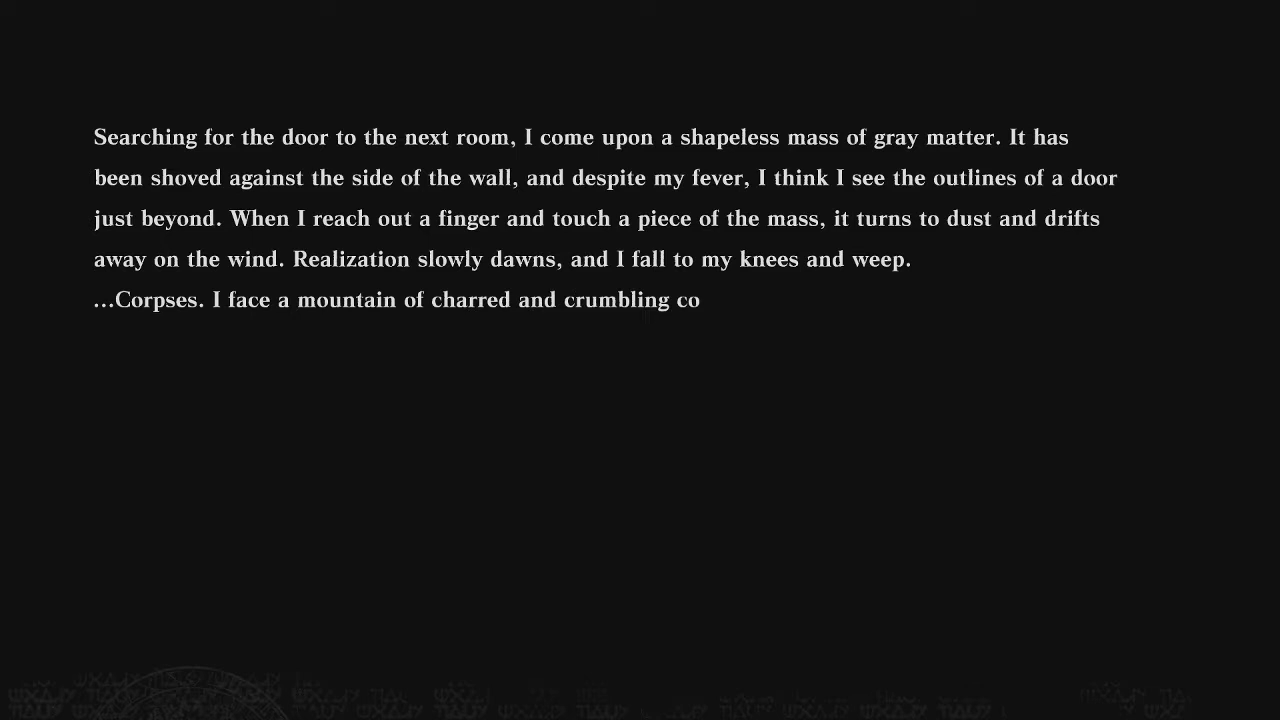 Searching for the door to the next room, I come upon a shapeless mass of gray matter. It has
been shoved against the side of the wall, and despite my fever, I think I see the outlines of a door
just beyond. When I reach out a finger and touch a piece of the mass, it turns to dust and drifts
away on the wind. Realization slowly dawns, and I fall to my knees and weep.
…Corpses. I face a mountain of charred and crumbling co